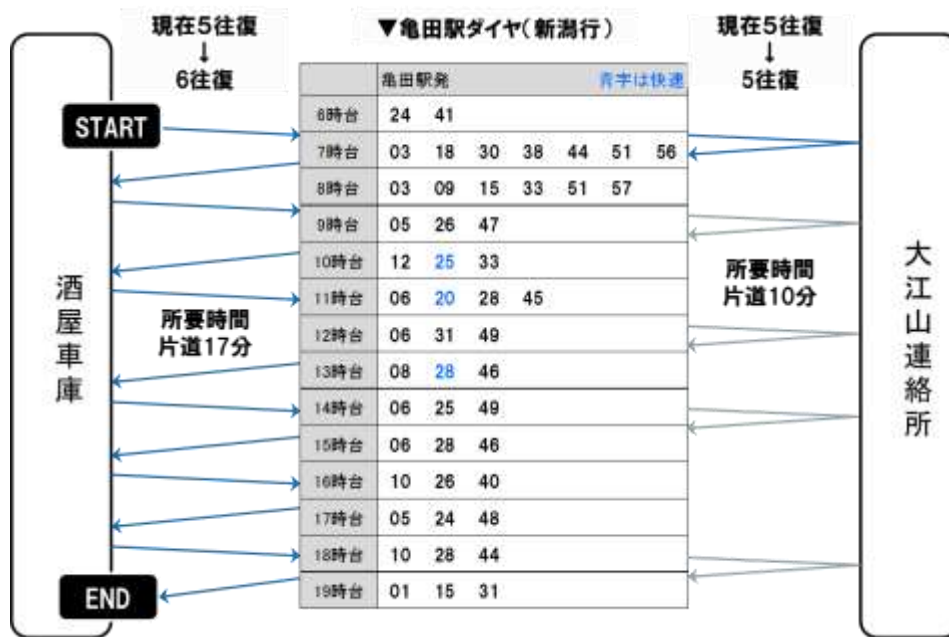 現在5往復
↓
6往復
▼亀田駅ダイヤ(新潟行)
現在5往復
↓
5往復
亀田駅発 青字は快速
6時台 24 41
7時台 03 18 30 38 44 51 56
8時台 03 09 15 33 51 57
9時台 05 26 47
10時台 12 25 33
11時台 06 20 28 45
12時台 06 31 49
13時台 08 28 46
14時台 06 25 49
15時台 06 28 46
16時台 10 26 40
17時台 05 24 48
18時台 10 28 44
19時台 01 15 31
START
END
酒屋車庫
所要時間
片道17分
所要時間
片道10分
大江山連絡所